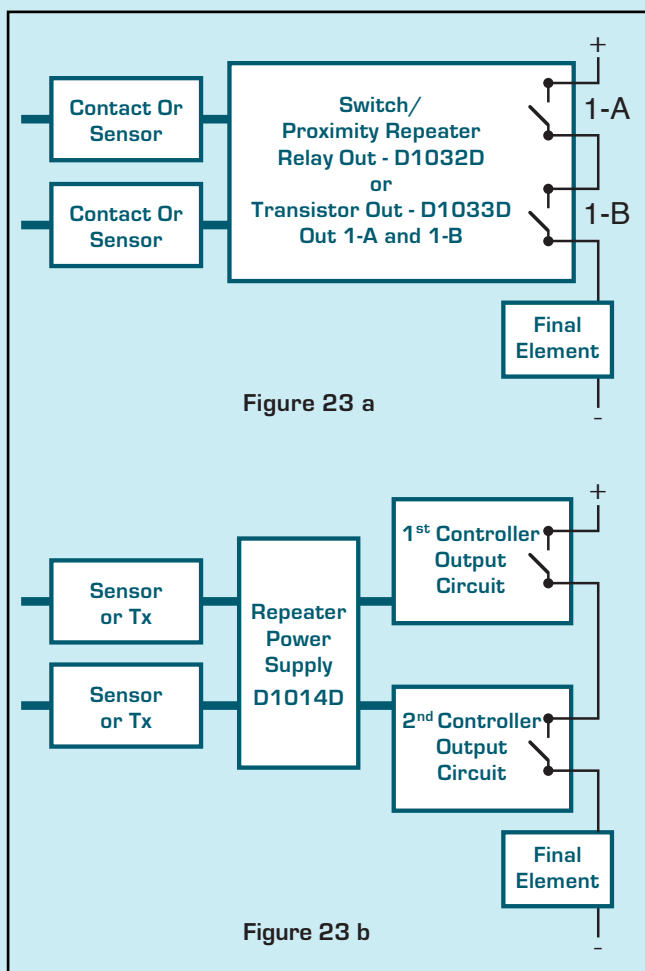 +
Contact Or
Sensor
Switch/
Proximity Repeater
Relay Out - D1032D
or
Transistor Out - D1033D
Out 1-A and 1-B
1-A
Contact Or
Sensor
1-B
Final
Element
-
Figure 23 a
+
Sensor
or Tx
Repeater
Power
Supply
D1014D
1st Controller
Output
Circuit
Sensor
or Tx
2nd Controller
Output
Circuit
Final
Element
-
Figure 23 b